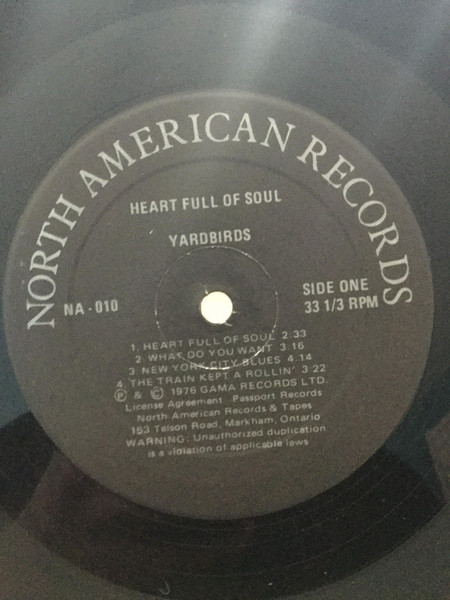 NORTH AMERICAN RECORDS
HEART FULL OF SOUL
YARDBIRDS
NA-010
SIDE ONE
33 1/3 RPM
1. HEART FULL OF SOUL 2:33
2. WHAT DO YOU WANT 3:16
3. NEW YORK CITY BLUES 4:14
4. THE TRAIN KEPT A ROLLIN' 3:22
Ⓟ & © 1976 GAMA RECORDS LTD.
License Agreement Passport Records
North American Records & Tapes
153 Telson Road, Markham, Ontario
WARNING: Unauthorized duplication
is a violation of applicable laws